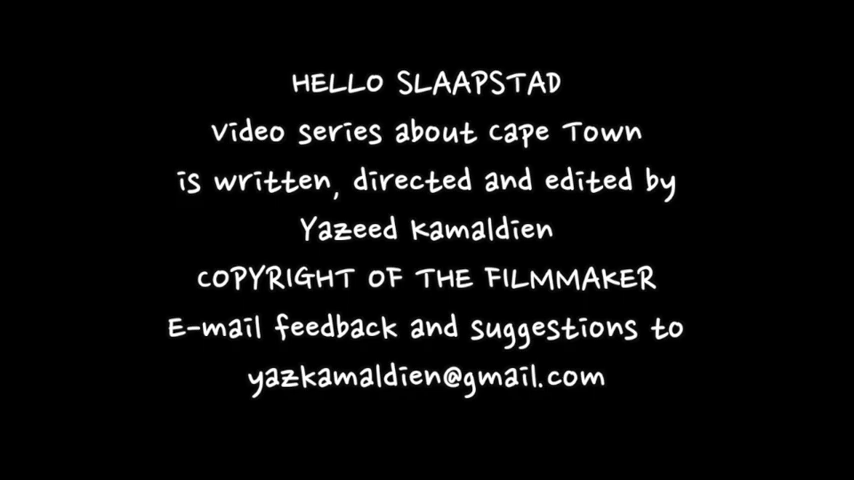 HELLO SLAAPSTAD
Video series about Cape Town
is written, directed and edited by
Yazeed Kamaldien
COPYRIGHT OF THE FILMMAKER
E-mail feedback and suggestions to
yazkamaldien@gmail.com